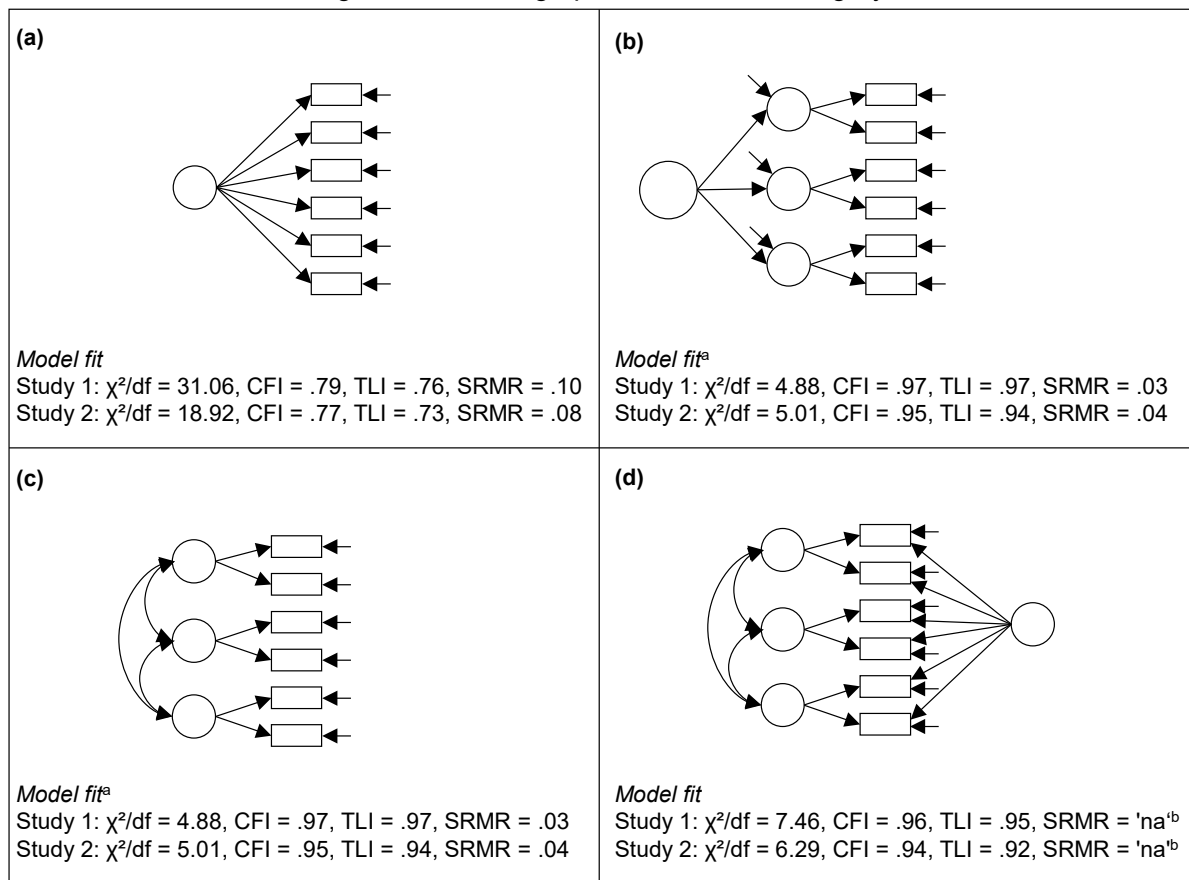 (a)
Model fit
Study 1: χ²/df = 31.06, CFI = .79, TLI = .76, SRMR = .10
Study 2: χ²/df = 18.92, CFI = .77, TLI = .73, SRMR = .08
(b)
Model fitᵃ
Study 1: χ²/df = 4.88, CFI = .97, TLI = .97, SRMR = .03
Study 2: χ²/df = 5.01, CFI = .95, TLI = .94, SRMR = .04
(c)
Model fitᵃ
Study 1: χ²/df = 4.88, CFI = .97, TLI = .97, SRMR = .03
Study 2: χ²/df = 5.01, CFI = .95, TLI = .94, SRMR = .04
(d)
Model fit
Study 1: χ²/df = 7.46, CFI = .96, TLI = .95, SRMR = 'na‘ᵇ
Study 2: χ²/df = 6.29, CFI = .94, TLI = .92, SRMR = 'na'ᵇ